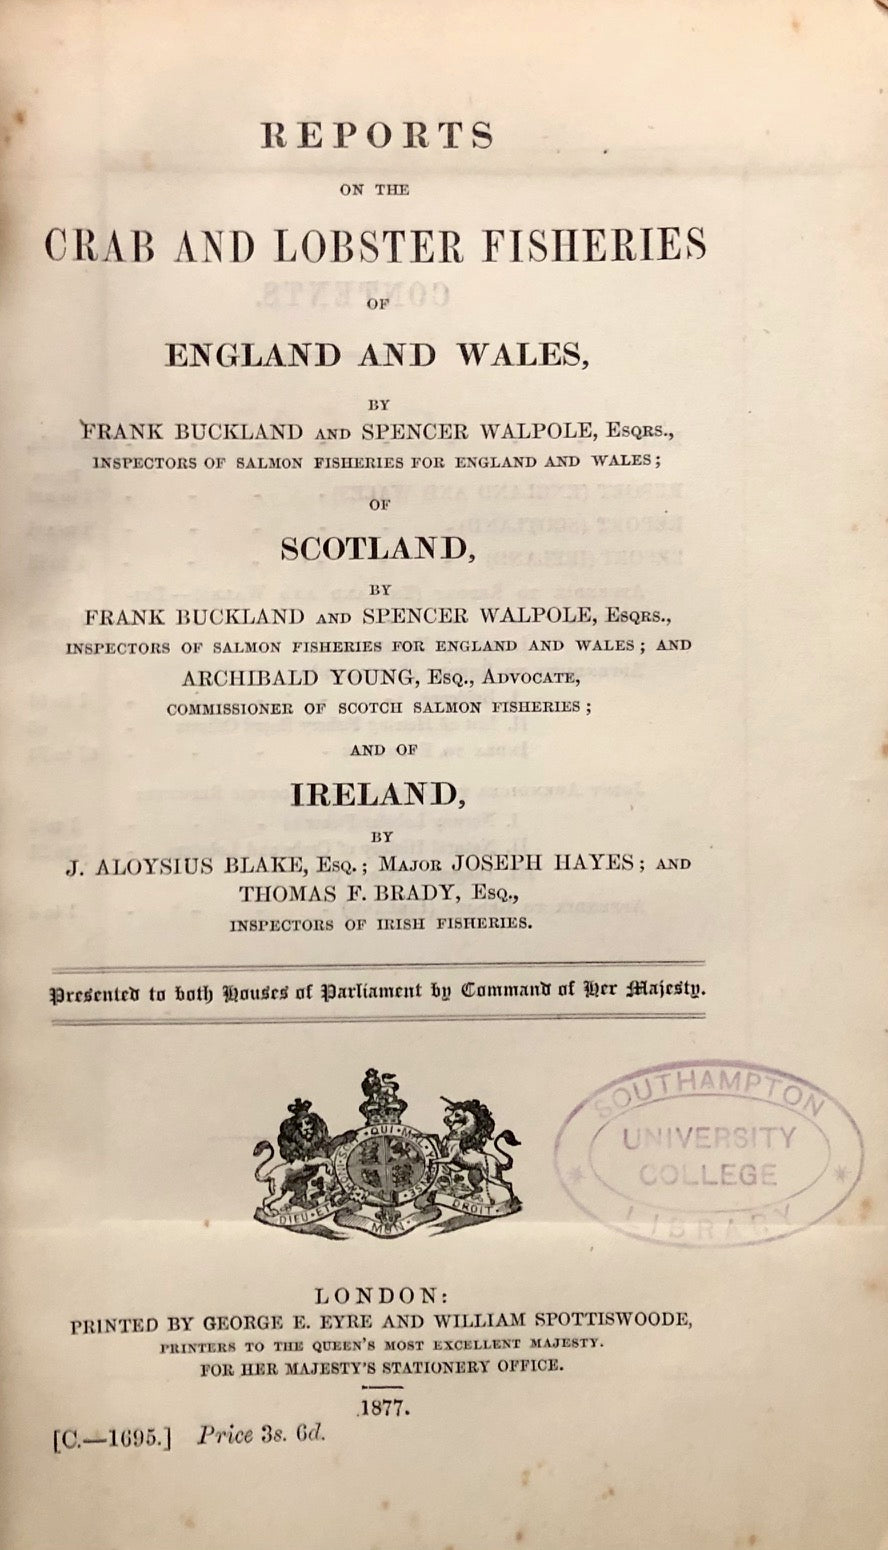 REPORTS
ON THE
CRAB AND LOBSTER FISHERIES
OF
ENGLAND AND WALES,
BY
FRANK BUCKLAND AND SPENCER WALPOLE, ESQRS.,
INSPECTORS OF SALMON FISHERIES FOR ENGLAND AND WALES;
OF
SCOTLAND,
BY
FRANK BUCKLAND AND SPENCER WALPOLE, ESQRS.,
INSPECTORS OF SALMON FISHERIES FOR ENGLAND AND WALES; AND
ARCHIBALD YOUNG, ESQ., ADVOCATE,
COMMISSIONER OF SCOTCH SALMON FISHERIES;
AND OF
IRELAND,
BY
J. ALOYSIUS BLAKE, ESQ.; MAJOR JOSEPH HAYES; AND
THOMAS F. BRADY, ESQ.,
INSPECTORS OF IRISH FISHERIES.
Presented to both Houses of Parliament by Command of Her Majesty.
DIEU ET MON DROIT
SOUTHAMPTON
UNIVERSITY
COLLEGE
LIBRARY
LONDON:
PRINTED BY GEORGE E. EYRE AND WILLIAM SPOTTISWOODE,
PRINTERS TO THE QUEEN'S MOST EXCELLENT MAJESTY.
FOR HER MAJESTY'S STATIONERY OFFICE.
1877.
[C.—1695.] Price 3s. 6d.